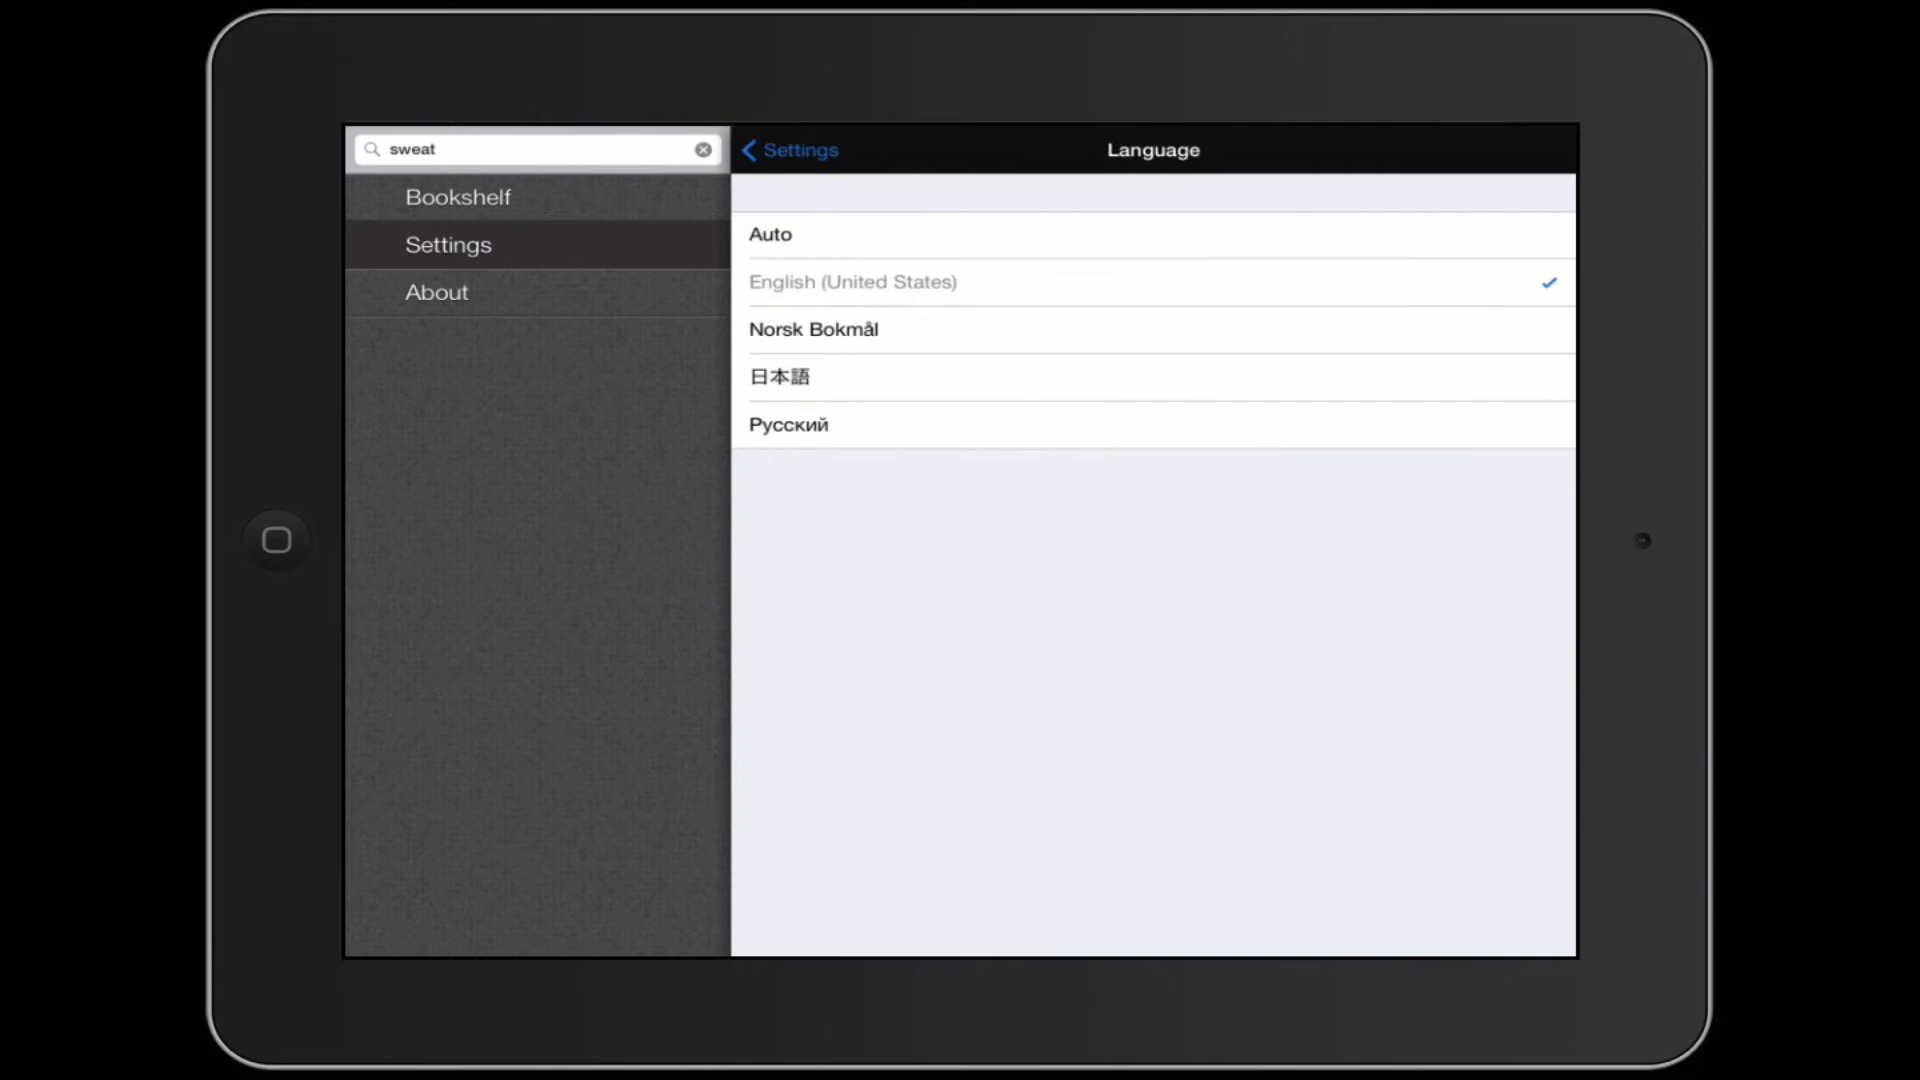 sweat
Bookshelf
Settings
About
Settings
Language
Auto
English (United States)
Norsk Bokmål
日本語
Русский